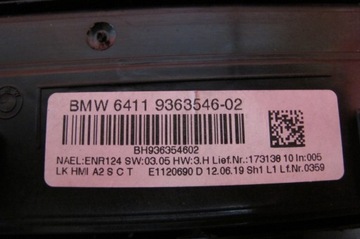 BMW 6411 9363546-02
BH936354602
NAEL:ENR124 SW:03.05 HW:3.H Lief.Nr.:173138 10 In:005
LK HMI A2 S C T E1120690 D 12.06.19 Sh1 L1 Lf.Nr.0359